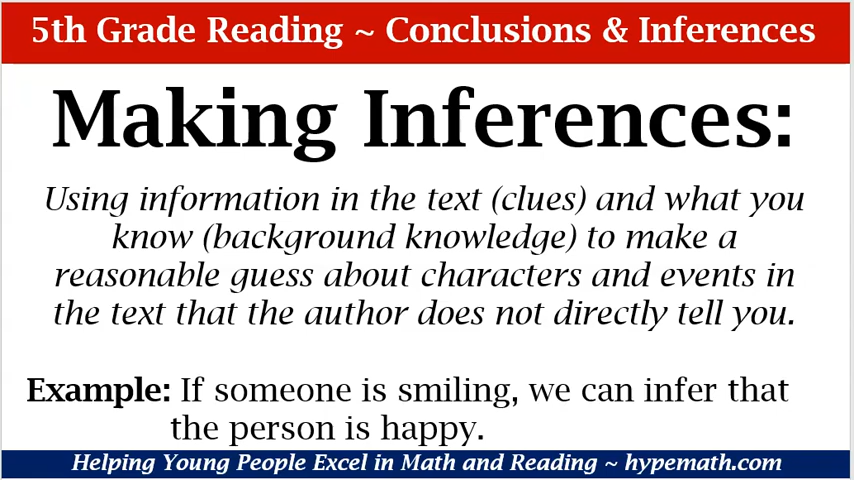 5th Grade Reading ~ Conclusions & Inferences
Making Inferences:
Using information in the text (clues) and what you
know (background knowledge) to make a
reasonable guess about characters and events in
the text that the author does not directly tell you.
Example: If someone is smiling, we can infer that
the person is happy.
Helping Young People Excel in Math and Reading ~ hypemath.com